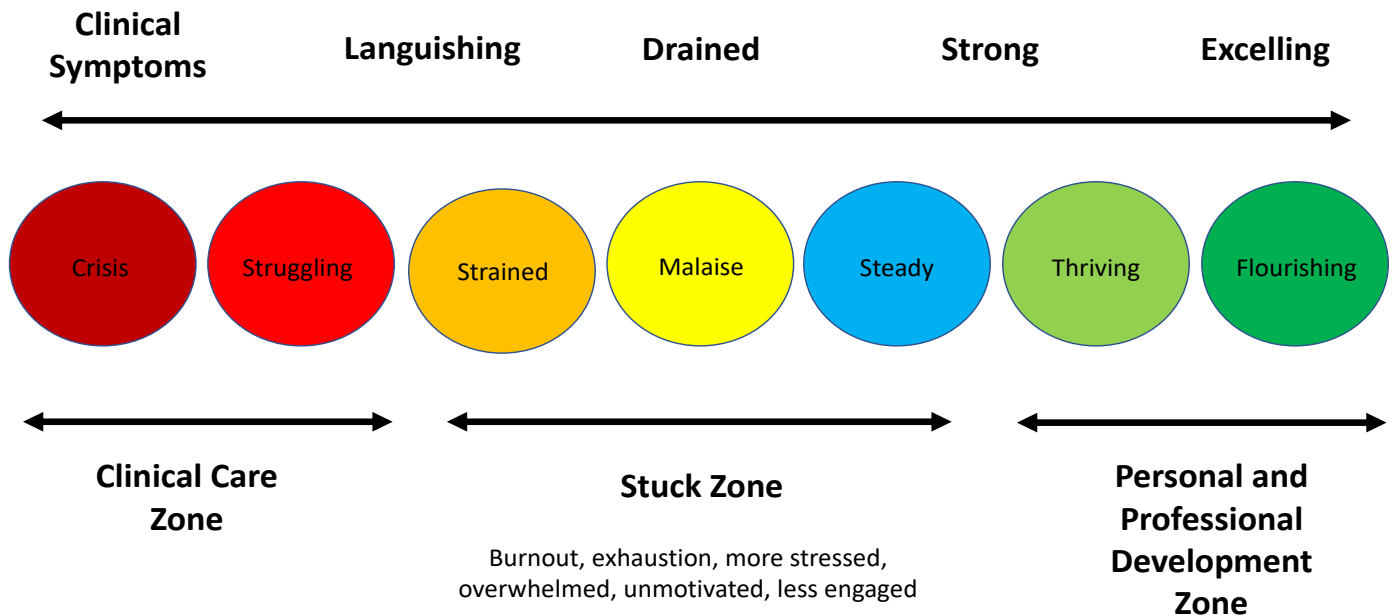 Clinical
Symptoms
Languishing
Drained
Strong
Excelling
Crisis
Struggling
Strained
Malaise
Steady
Thriving
Flourishing
Clinical Care
Zone
Stuck Zone
Burnout, exhaustion, more stressed,
overwhelmed, unmotivated, less engaged
Personal and
Professional
Development
Zone